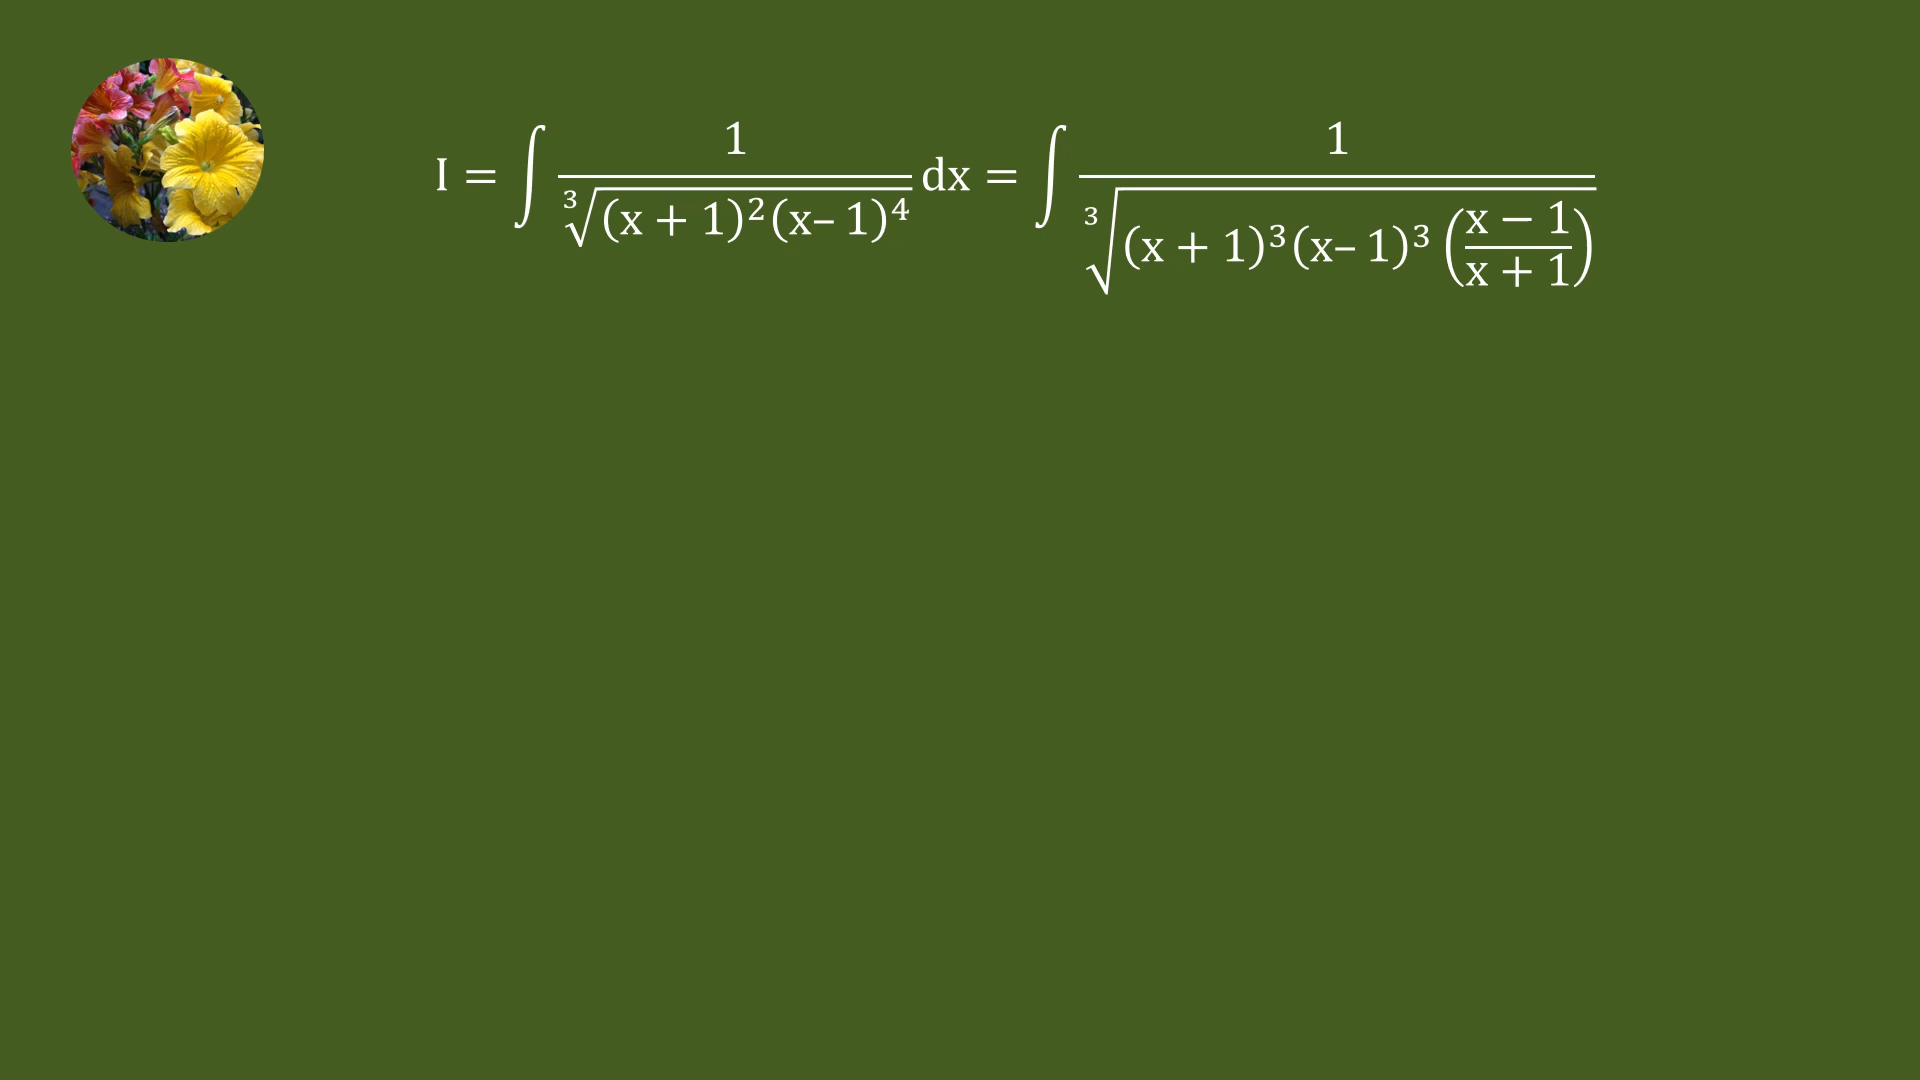 I = ∫ 1/∛((x + 1)²(x– 1)⁴) dx = ∫ 1/∛((x + 1)³(x– 1)³((x − 1)/(x + 1)))